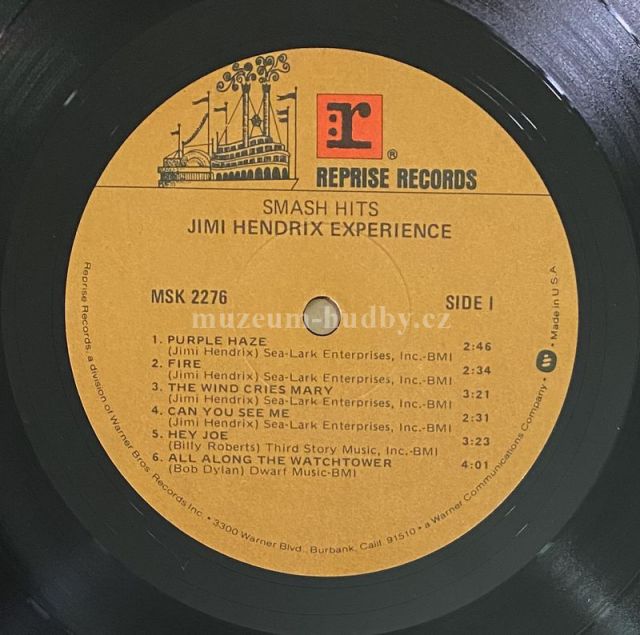 r
®
REPRISE RECORDS
SMASH HITS
JIMI HENDRIX EXPERIENCE
MSK 2276
SIDE I
muzeum-hudby.cz
1. PURPLE HAZE
(Jimi Hendrix) Sea-Lark Enterprises, Inc.-BMI 2:46
2. FIRE
(Jimi Hendrix) Sea-Lark Enterprises, Inc.-BMI 2:34
3. THE WIND CRIES MARY
(Jimi Hendrix) Sea-Lark Enterprises, Inc.-BMI 3:21
4. CAN YOU SEE ME
(Jimi Hendrix) Sea-Lark Enterprises, Inc.-BMI 2:31
5. HEY JOE
(Billy Roberts) Third Story Music, Inc.-BMI 3:23
6. ALL ALONG THE WATCHTOWER
(Bob Dylan) Dwarf Music-BMI 4:01
Reprise Records, a division of Warner Bros. Records Inc. • 3300 Warner Blvd., Burbank, Calif. 91510 • a Warner Communications Company • Made in U.S.A